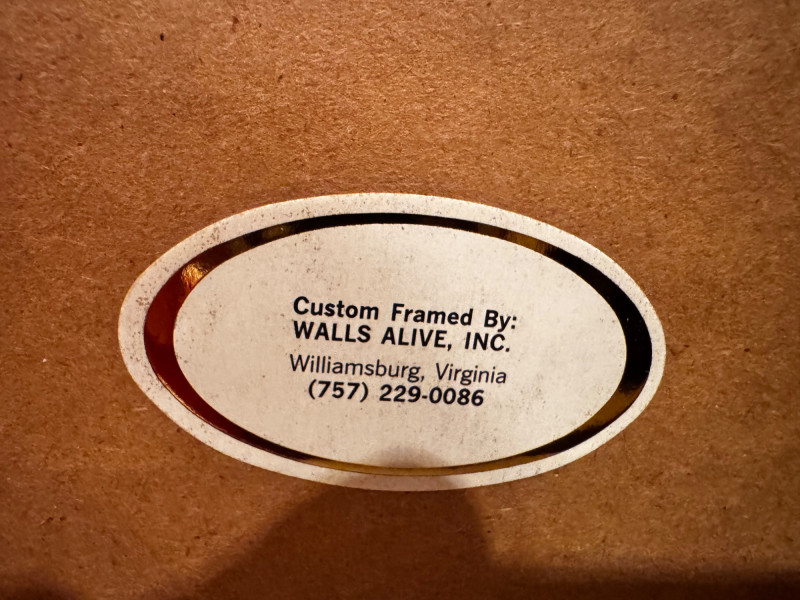 Custom Framed By:
WALLS ALIVE, INC.
Williamsburg, Virginia
(757) 229-0086